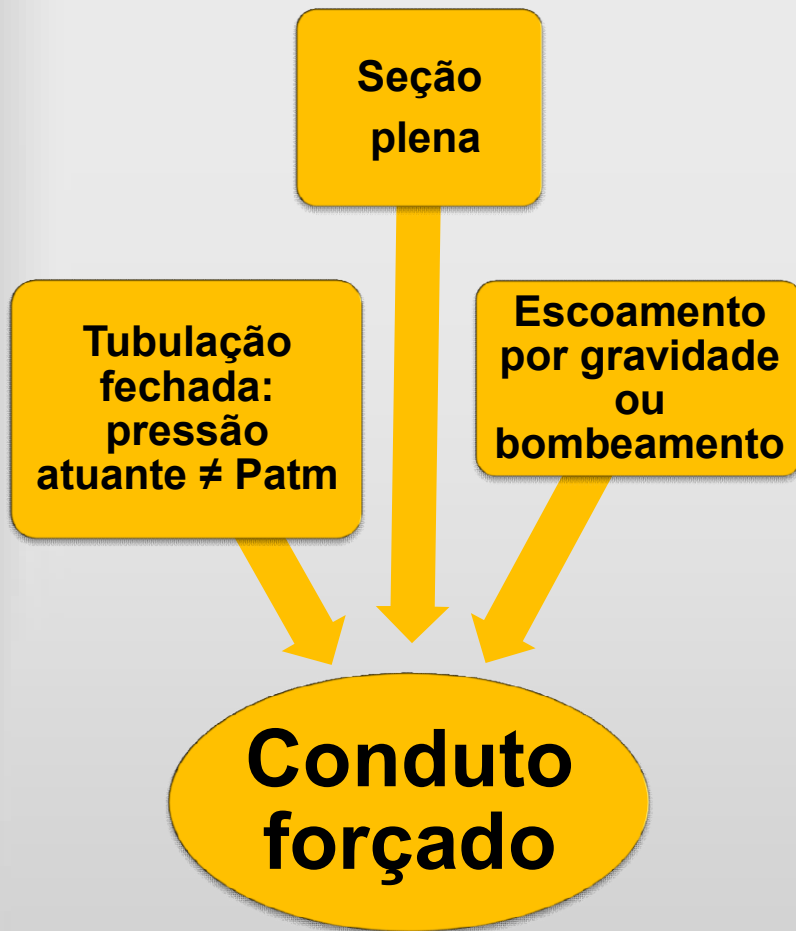 Seção
plena
Tubulação
fechada:
pressão
atuante ≠ Patm
Escoamento
por gravidade
ou
bombeamento
Conduto
forçado